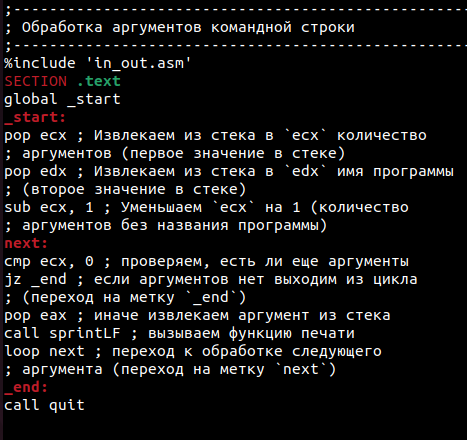 ;--------------------------------------------------
; Обработка аргументов командной строки
;--------------------------------------------------
%include 'in_out.asm'
SECTION .text
global _start
_start:
pop ecx ; Извлекаем из стека в `ecx` количество
; аргументов (первое значение в стеке)
pop edx ; Извлекаем из стека в `edx` имя программы
; (второе значение в стеке)
sub ecx, 1 ; Уменьшаем `ecx` на 1 (количество
; аргументов без названия программы)
next:
cmp ecx, 0 ; проверяем, есть ли еще аргументы
jz _end ; если аргументов нет выходим из цикла
; (переход на метку `_end`)
pop eax ; иначе извлекаем аргумент из стека
call sprintLF ; вызываем функцию печати
loop next ; переход к обработке следующего
; аргумента (переход на метку `next`)
_end:
call quit